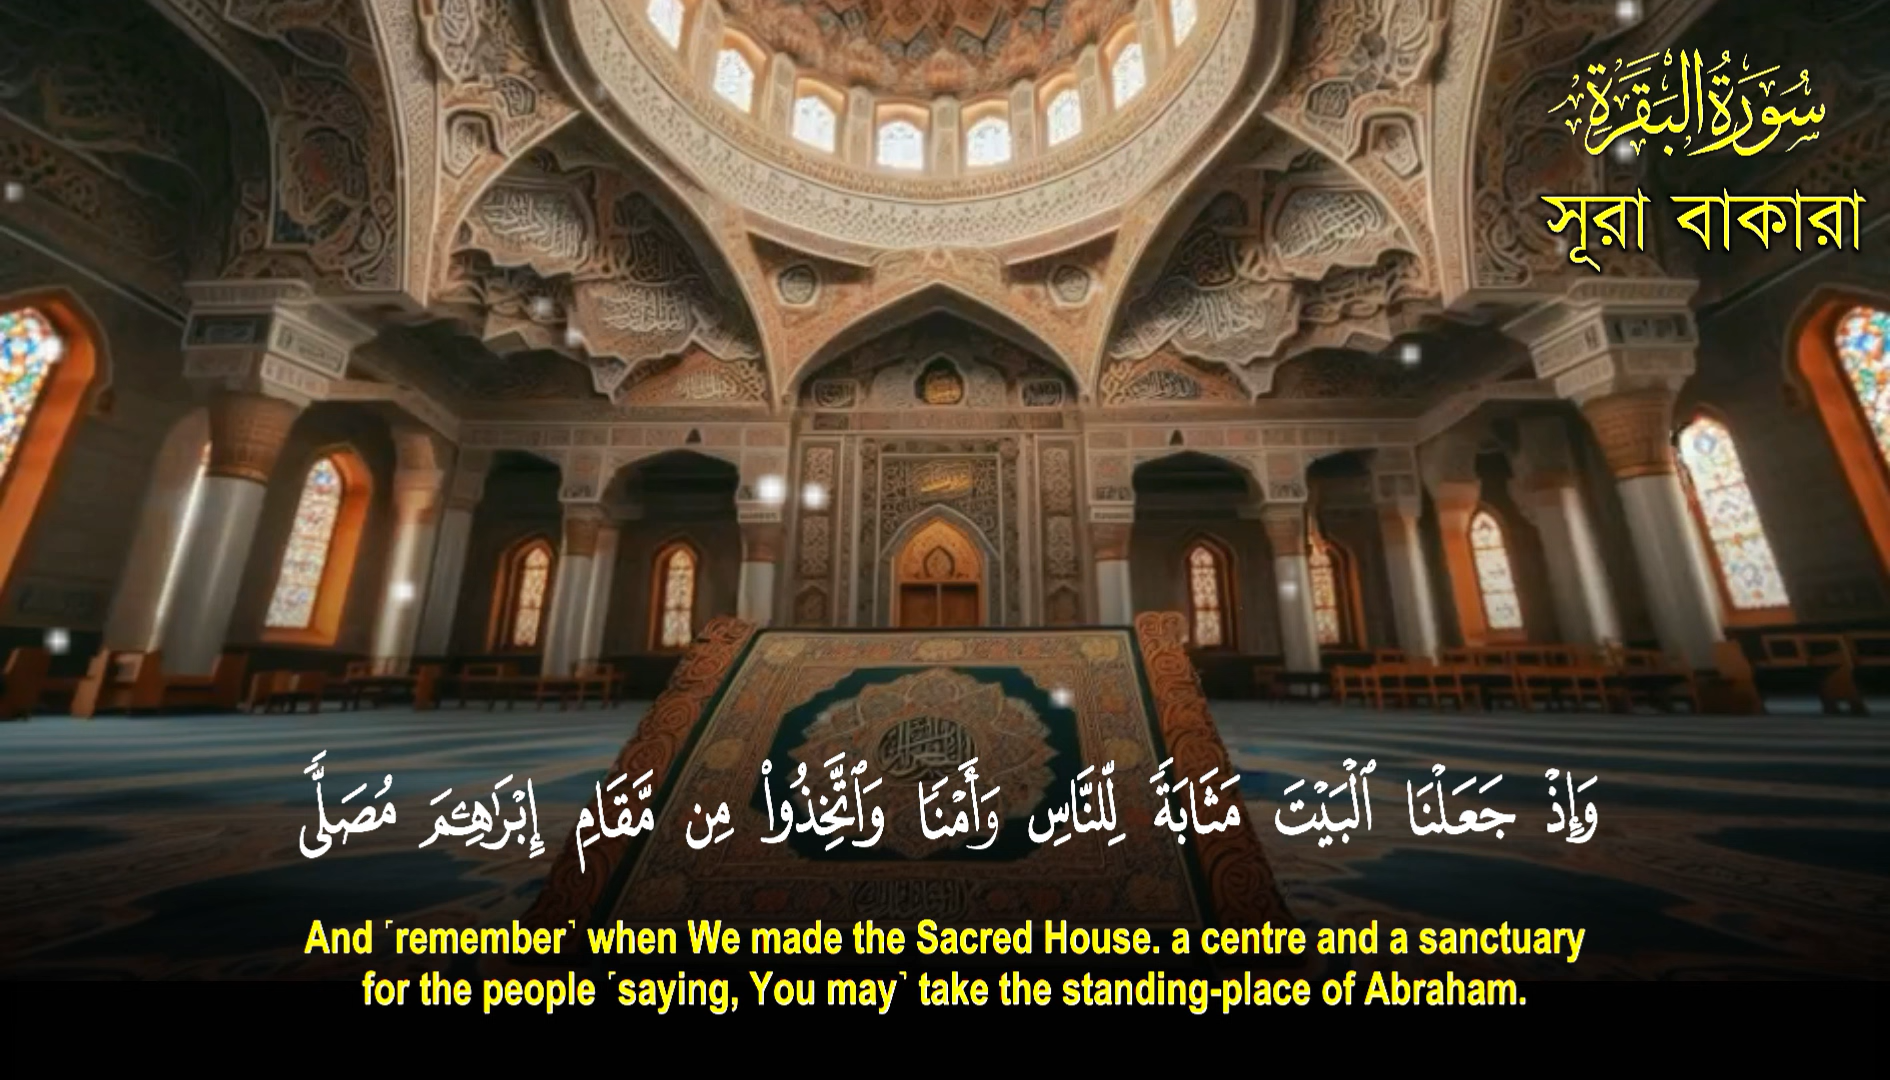 سُورَةُ الْبَقَرَةِ
সূরা বাকারা
وَإِذْ جَعَلْنَا ٱلْبَيْتَ مَثَابَةً لِّلنَّاسِ وَأَمْنًا وَٱتَّخِذُوا۟ مِن مَّقَامِ إِبْرَٰهِـۧمَ مُصَلًّى
And ˹remember˺ when We made the Sacred House. a centre and a sanctuary
for the people ˹saying, You may˺ take the standing-place of Abraham.